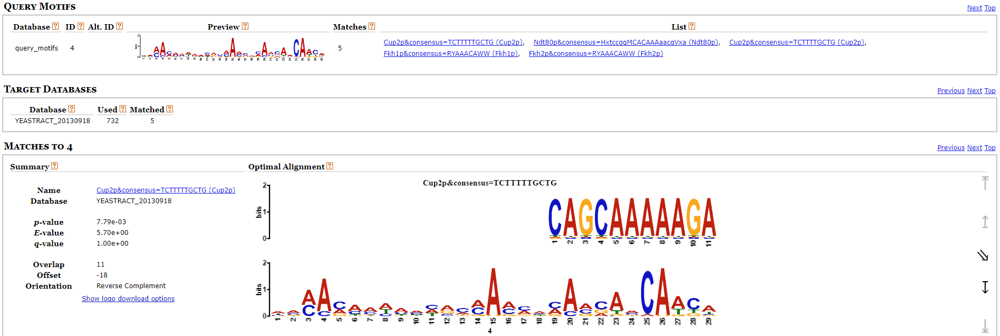 QUERY MOTIFS
Next Top
Database ? ID ? Alt. ID ? Preview ? Matches ? List ?
query_motifs 4 5 Cup2p&consensus=TCTTTTTGCTG (Cup2p), Ndt80p&consensus=HxtccgqMCACAAAaacgVxa (Ndt80p), Cup2p&consensus=TCTTTTGCTG (Cup2p),
Fkh1p&consensus=RYAAACAWW (Fkh1p), Fkh2p&consensus=RYAAACAWW (Fkh2p)
TARGET DATABASES
Previous Next Top
Database ? Used ? Matched ?
YEASTRACT_20130918 732 5
MATCHES TO 4
Previous Next Top
Summary ?
Name Cup2p&consensus=TCTTTTTGCTG (Cup2p)
Database YEASTRACT_20130918
p-value 7.79e-03
E-value 5.70e+00
q-value 1.00e+00
Overlap 11
Offset -18
Orientation Reverse Complement
Show logo download options
Optimal Alignment ?
Cup2p&consensus=TCTTTTTGCTG
2
1
0
bits
CAGCAAAAAGA
1 2 3 4 5 6 7 8 9 10 11
2
1
0
bits
1 2 3 4 5 6 7 8 9 10 11 12 13 14 15 16 17 18 19 20 21 22 23 24 25 26 27 28 29
4